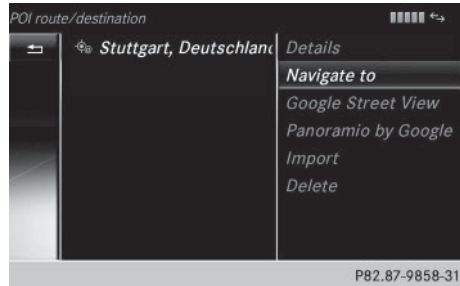 POI route/destination
Stuttgart, Deutschlanc
Details
Navigate to
Google Street View
Panoramio by Google
Import
Delete
P82.87-9858-31